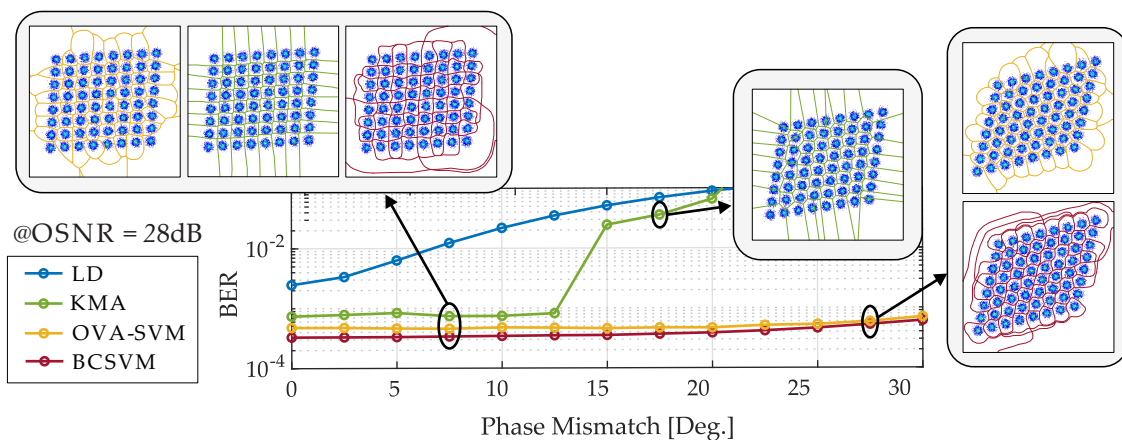 @OSNR = 28dB
LD
KMA
OVA-SVM
BCSVM
BER
10-2
10-4
0 5 10 15 20 25 30
Phase Mismatch [Deg.]